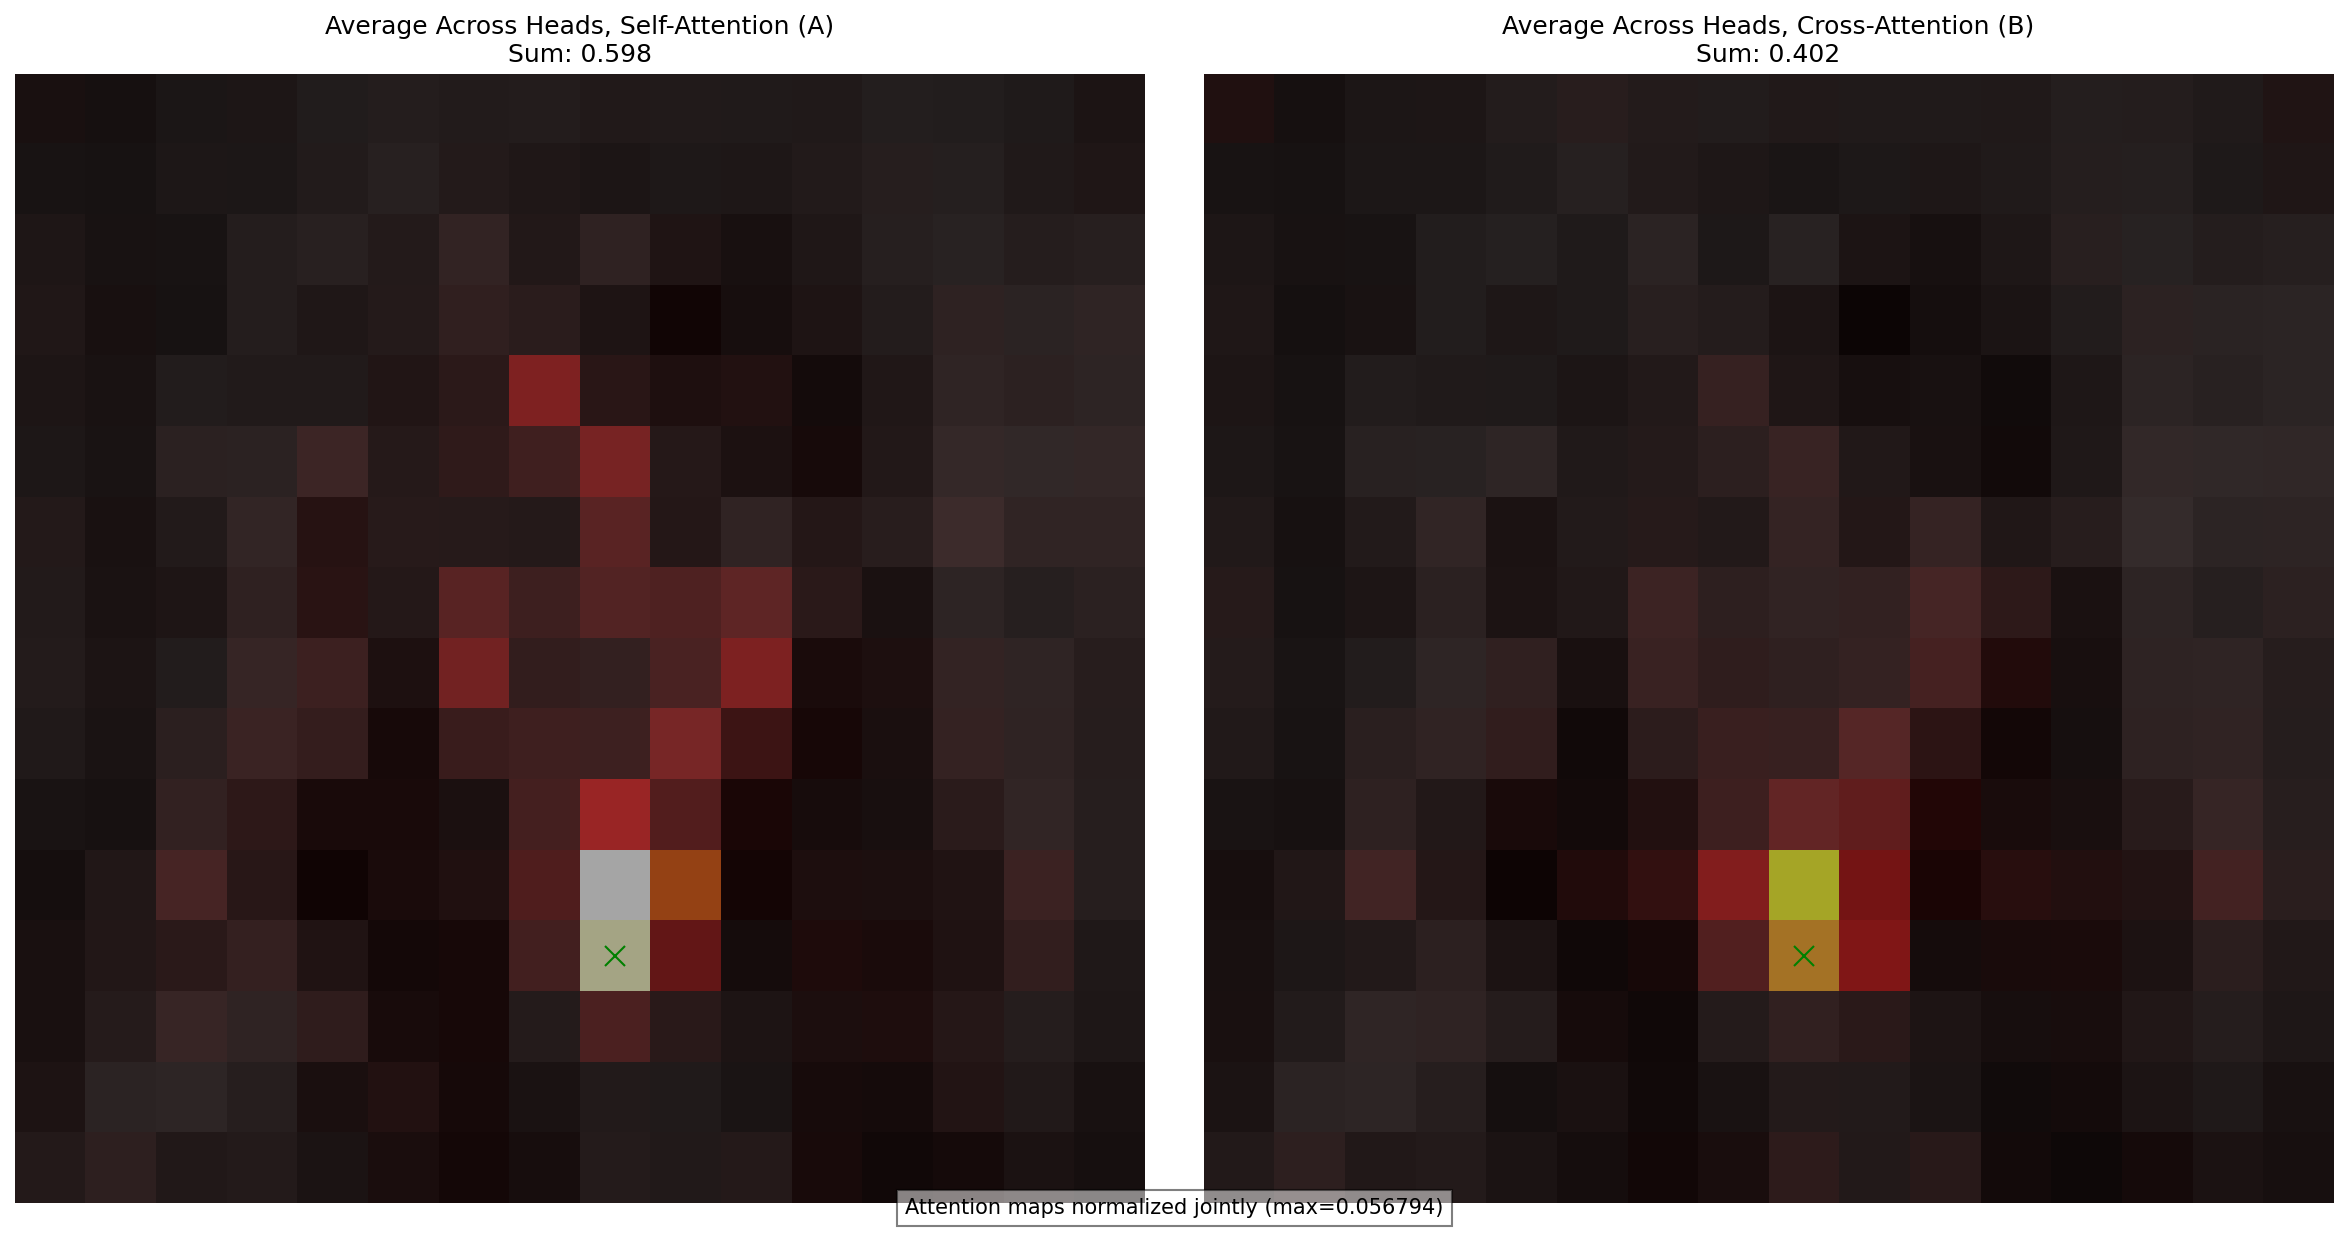 Average Across Heads, Self-Attention (A)
Sum: 0.598
Average Across Heads, Cross-Attention (B)
Sum: 0.402
Attention maps normalized jointly (max=0.056794)